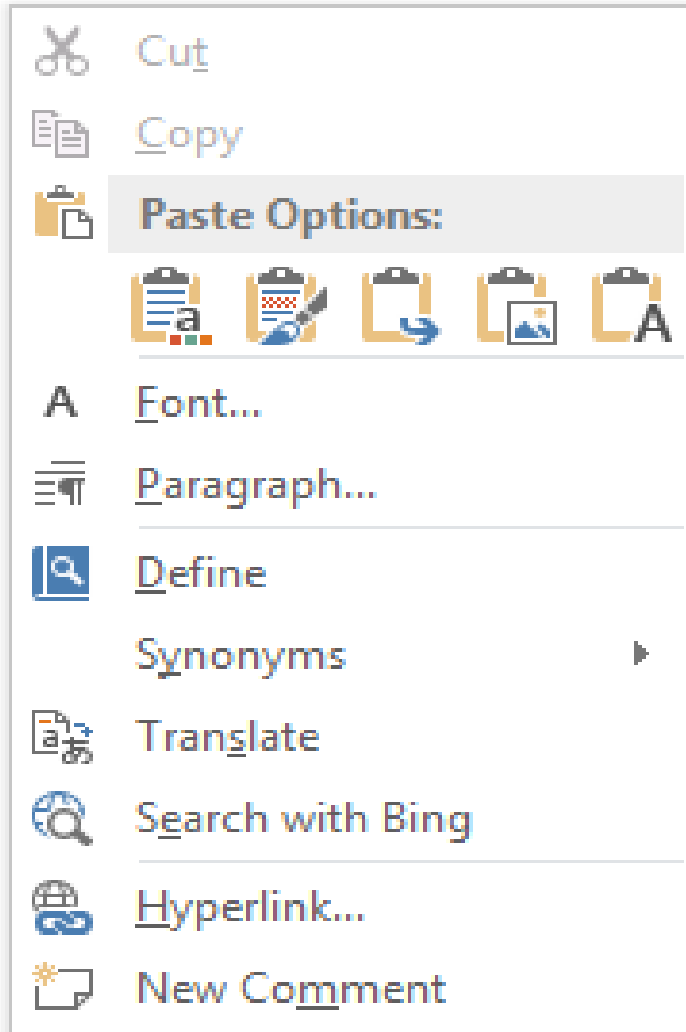 Cut
Copy
Paste Options:
Font...
Paragraph...
Define
Synonyms
Translate
Search with Bing
Hyperlink...
New Comment